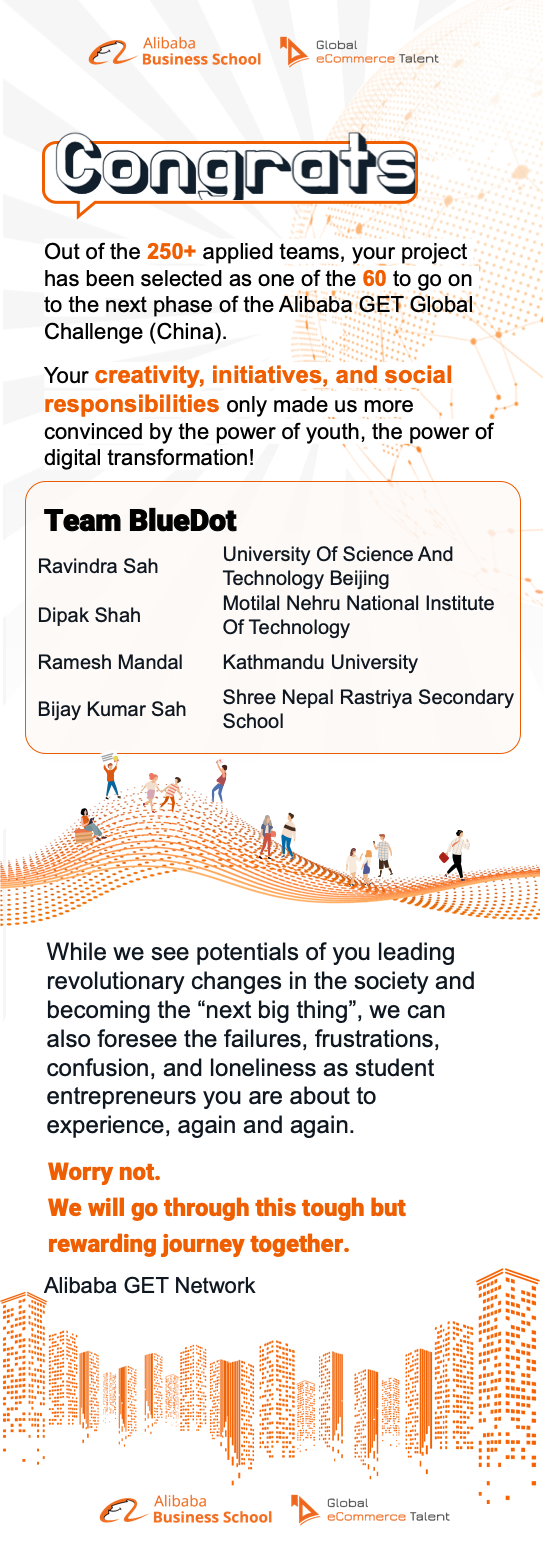 Alibaba
Business School
Global
eCommerce Talent
Congrats
Out of the 250+ applied teams, your project
has been selected as one of the 60 to go on
to the next phase of the Alibaba GET Global
Challenge (China).
Your creativity, initiatives, and social
responsibilities only made us more
convinced by the power of youth, the power of
digital transformation!
Team BlueDot
Ravindra Sah
University Of Science And
Technology Beijing
Dipak Shah
Motilal Nehru National Institute
Of Technology
Ramesh Mandal
Kathmandu University
Bijay Kumar Sah
Shree Nepal Rastriya Secondary
School
While we see potentials of you leading
revolutionary changes in the society and
becoming the “next big thing”, we can
also foresee the failures, frustrations,
confusion, and loneliness as student
entrepreneurs you are about to
experience, again and again.
Worry not.
We will go through this tough but
rewarding journey together.
Alibaba GET Network
Alibaba
Business School
Global
eCommerce Talent